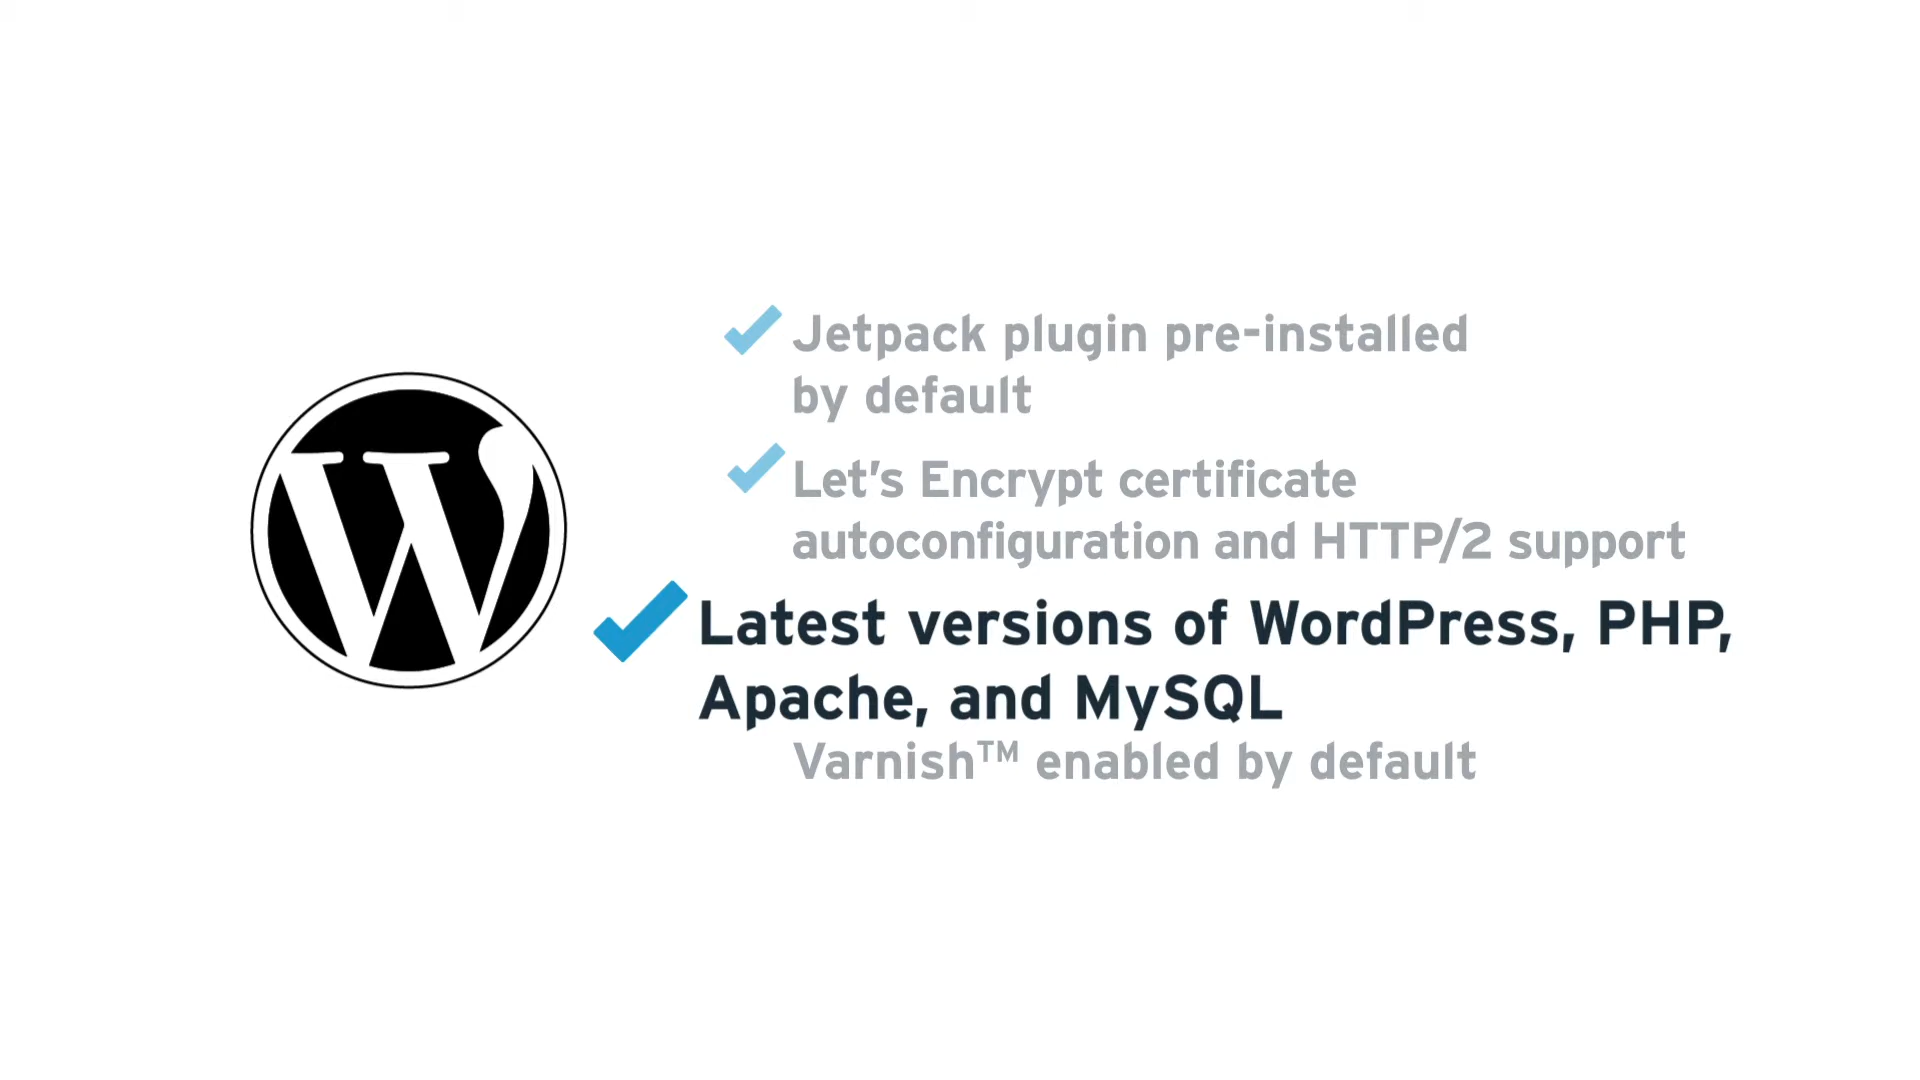 Jetpack plugin pre-installed
by default
Let's Encrypt certificate
autoconfiguration and HTTP/2 support
Latest versions of WordPress, PHP,
Apache, and MySQL
Varnish™ enabled by default